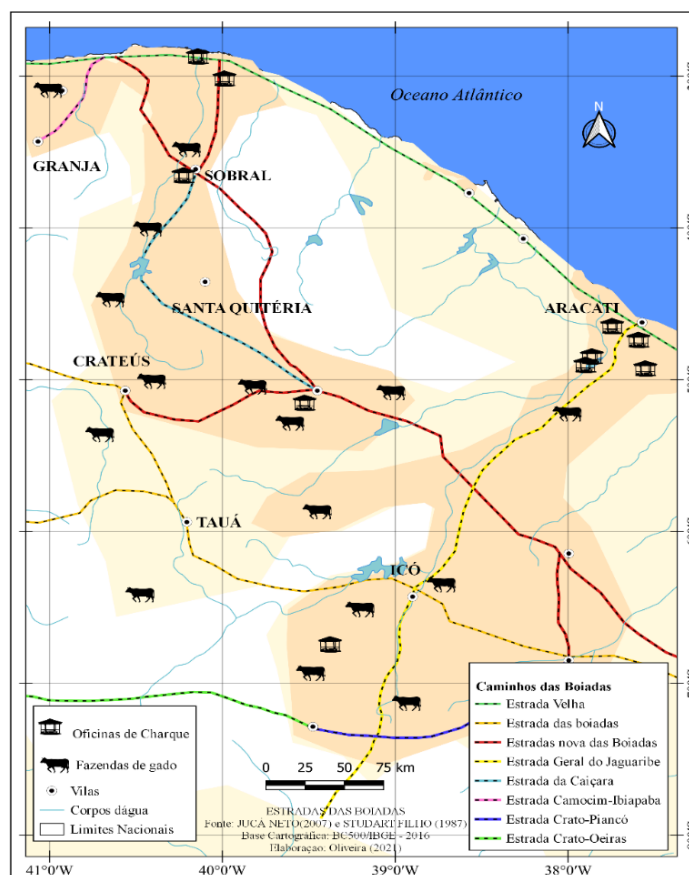 Oceano Atlântico
N
GRANJA
SOBRAL
SANTA QUITÉRIA
ARACATI
CRATEÚS
TAUÁ
ICÓ
Oficinas de Charque
Fazendas de gado
Vilas
Corpos dágua
Limites Nacionais
0 25 50 75 km
ESTRADAS DAS BOIADAS
Fonte: JUCÁ NETO(2007) e STUDART FILHO (1987)
Base Cartográfica: BC500/IBGE - 2016
Elaboraçao: Oliveira (2021)
Caminhos das Boiadas
Estrada Velha
Estrada das boiadas
Estradas nova das Boiadas
Estrada Geral do Jaguaribe
Estrada da Caiçara
Estrada Camocim-Ibiapaba
Estrada Crato-Piancó
Estrada Crato-Oeiras
41°0'W 40°0'W 39°0'W 38°0'W